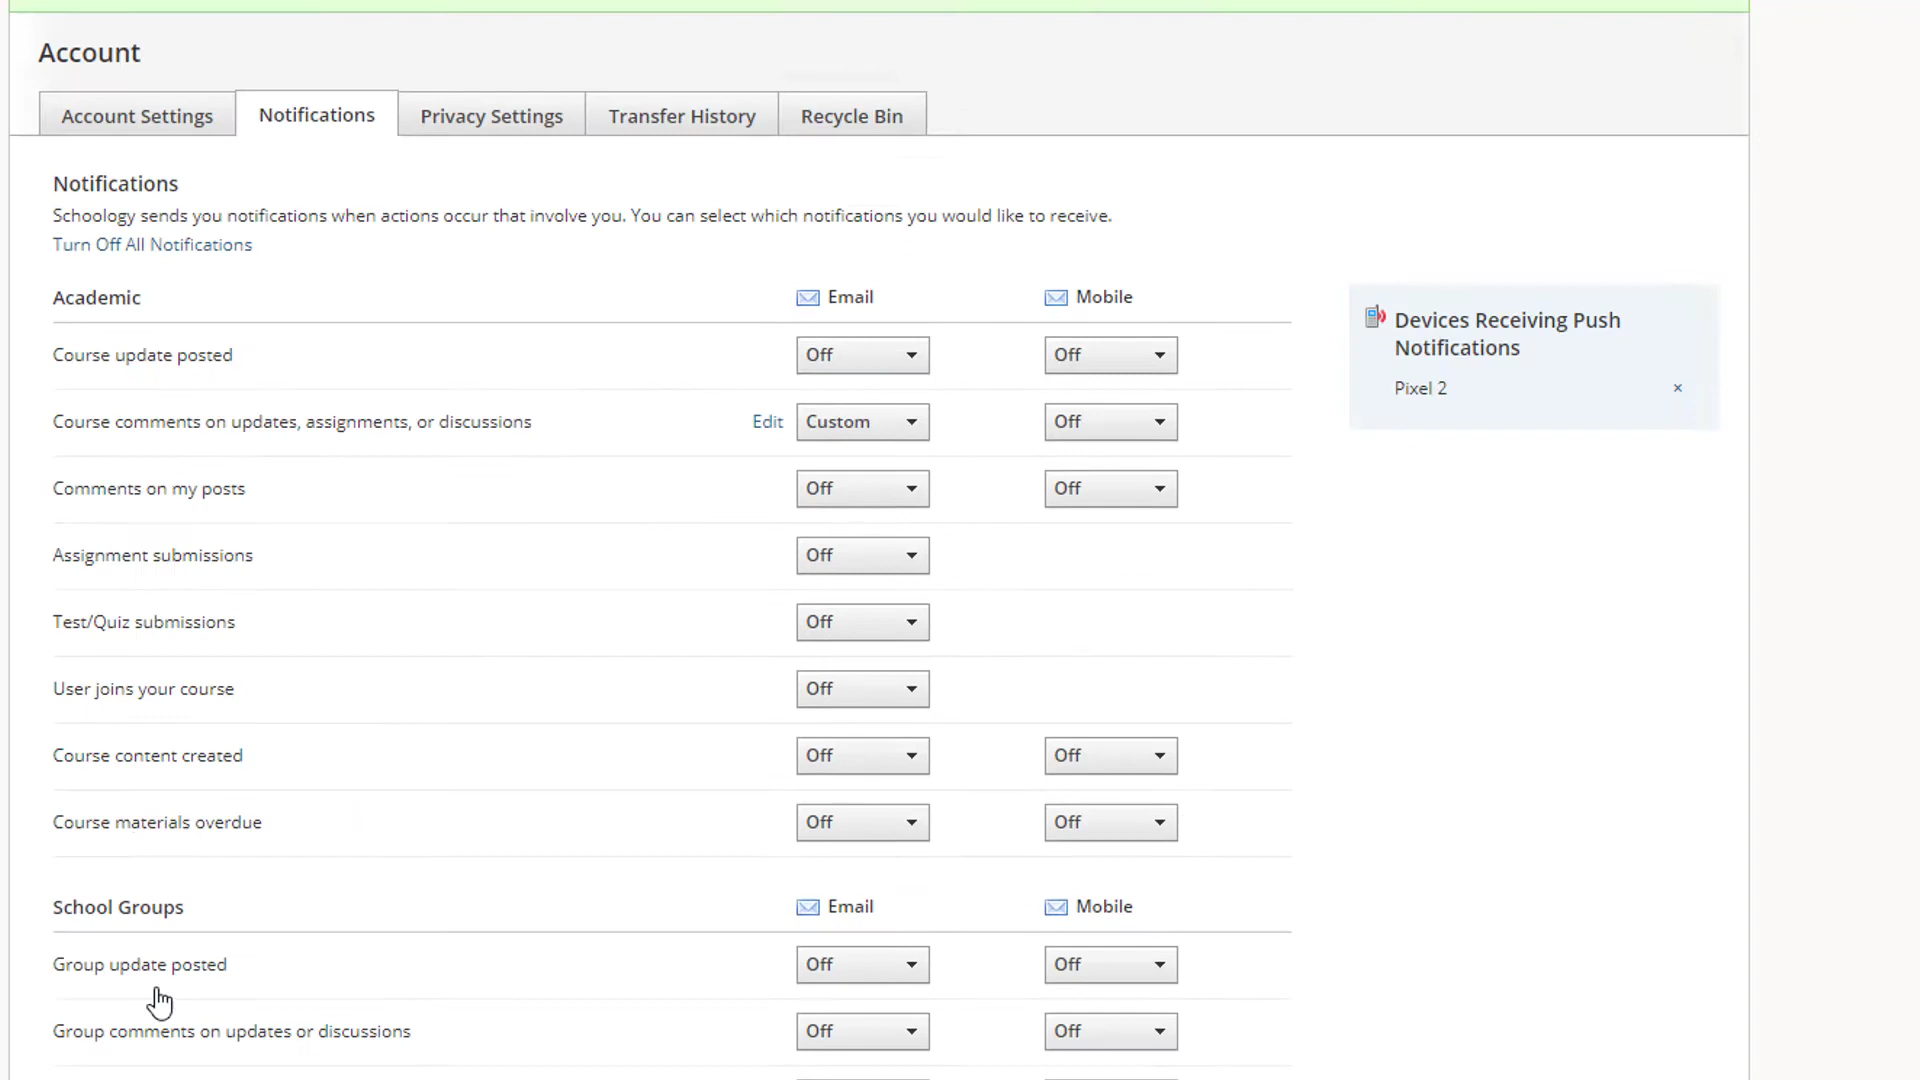 Account
Account Settings Notifications Privacy Settings Transfer History Recycle Bin
Notifications
Schoology sends you notifications when actions occur that involve you. You can select which notifications you would like to receive.
Turn Off All Notifications
Academic Email Mobile
Devices Receiving Push
Notifications
Pixel 2 ×
Course update posted Off Off
Course comments on updates, assignments, or discussions Edit Custom Off
Comments on my posts Off Off
Assignment submissions Off
Test/Quiz submissions Off
User joins your course Off
Course content created Off Off
Course materials overdue Off Off
School Groups Email Mobile
Group update posted Off Off
Group comments on updates or discussions Off Off